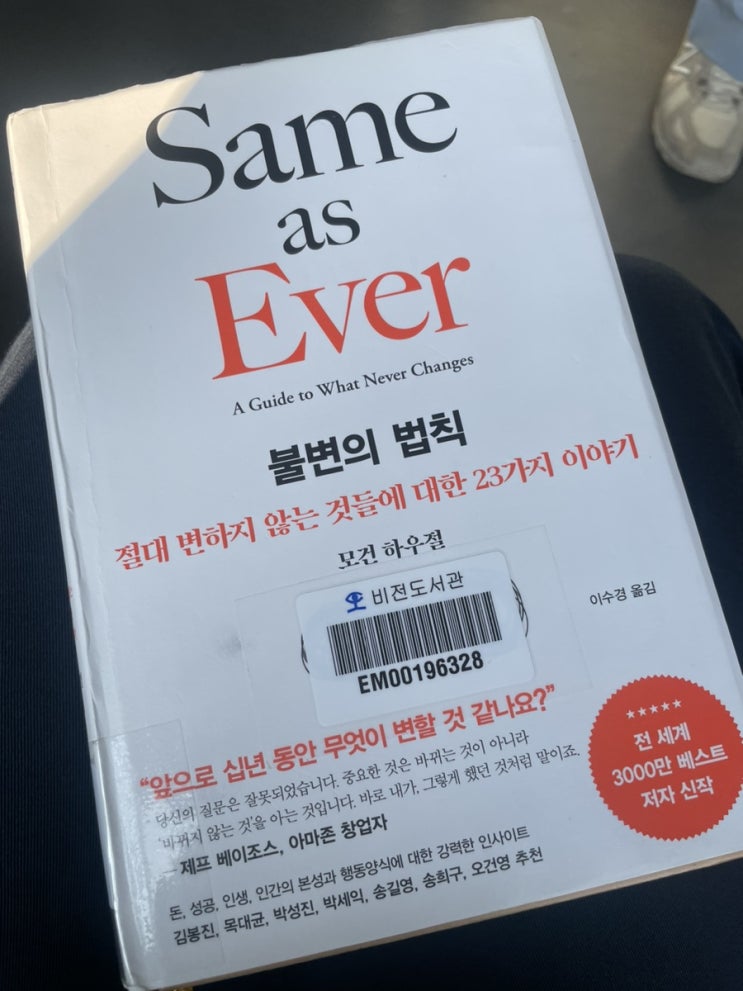 Same
as
Ever
A Guide to What Never Changes
불변의 법칙
절대 변하지 않는 것들에 대한 23가지 이야기
모건 하우절
비전도서관
EM00196328
이수경 옮김
“앞으로 십년 동안 무엇이 변할 것 같나요?”
당신의 질문은 잘못되었습니다. 중요한 것은 바뀌는 것이 아니라
‘바뀌지 않는 것’을 아는 것입니다. 바로 내가, 그렇게 했던 것처럼 말이죠.
— 제프 베이조스, 아마존 창업자
돈, 성공, 인생, 인간의 본성과 행동양식에 대한 강력한 인사이트
김봉진, 목대균, 박성진, 박세익, 송길영, 송희구, 오건영 추천
전 세계
3000만 베스트
저자 신작